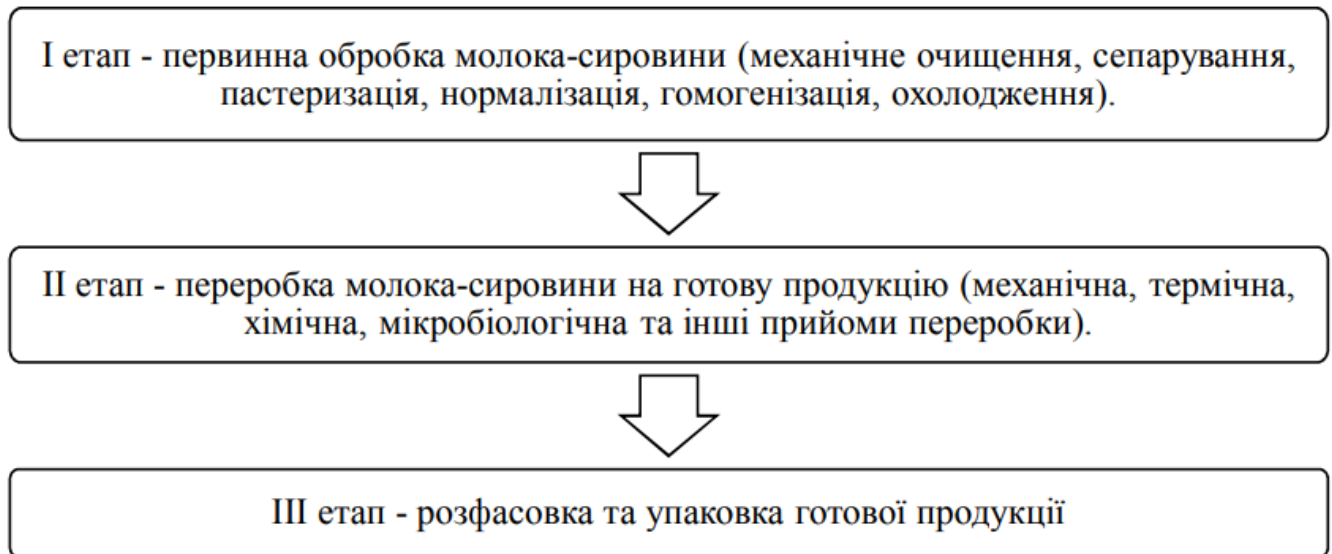 І етап - первинна обробка молока-сировини (механічне очищення, сепарування,
пастеризація, нормалізація, гомогенізація, охолодження).
ІІ етап - переробка молока-сировини на готову продукцію (механічна, термічна,
хімічна, мікробіологічна та інші прийоми переробки).
ІІІ етап - розфасовка та упаковка готової продукції